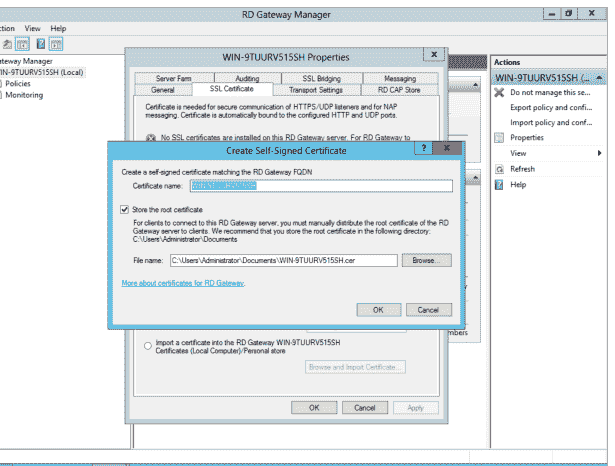 RD Gateway Manager
ction View Help
ateway Manager
IN-9TUURV515SH (Local)
Policies
Monitoring
WIN-9TUURV515SH Properties
Server Farm Auditing SSL Bridging Messaging
General SSL Certificate Transport Settings RD CAP Store
Certificate is needed for secure communication of HTTPS/UDP listeners and for NAP
messaging. Certificate is automatically bound to the configured HTTP and UDP ports.
No SSL certificates are installed on this RD Gateway server. For RD Gateway to
Create Self-Signed Certificate
Create a self-signed certificate matching the RD Gateway FQDN
Certificate name: WIN-9TUURV515SH
Store the root certificate
For clients to connect to this RD Gateway server, you must manually distribute the root certificate of the RD
Gateway server to clients. We recommend that you store the root certificate in the following directory:
C:\Users\Administrator\Documents
File name: C:\Users\Administrator\Documents\WIN-9TUURV515SH.cer Browse...
More about certificates for RD Gateway.
OK Cancel
mbers
Import a certificate into the RD Gateway WIN-9TUURV515SH
Certificates (Local Computer)/Personal store
Browse and Import Certificate...
OK Cancel Apply
Actions
WIN-9TUURV515SH (...
Do not manage this se...
Export policy and confi...
Import policy and conf...
Properties
View
Refresh
Help